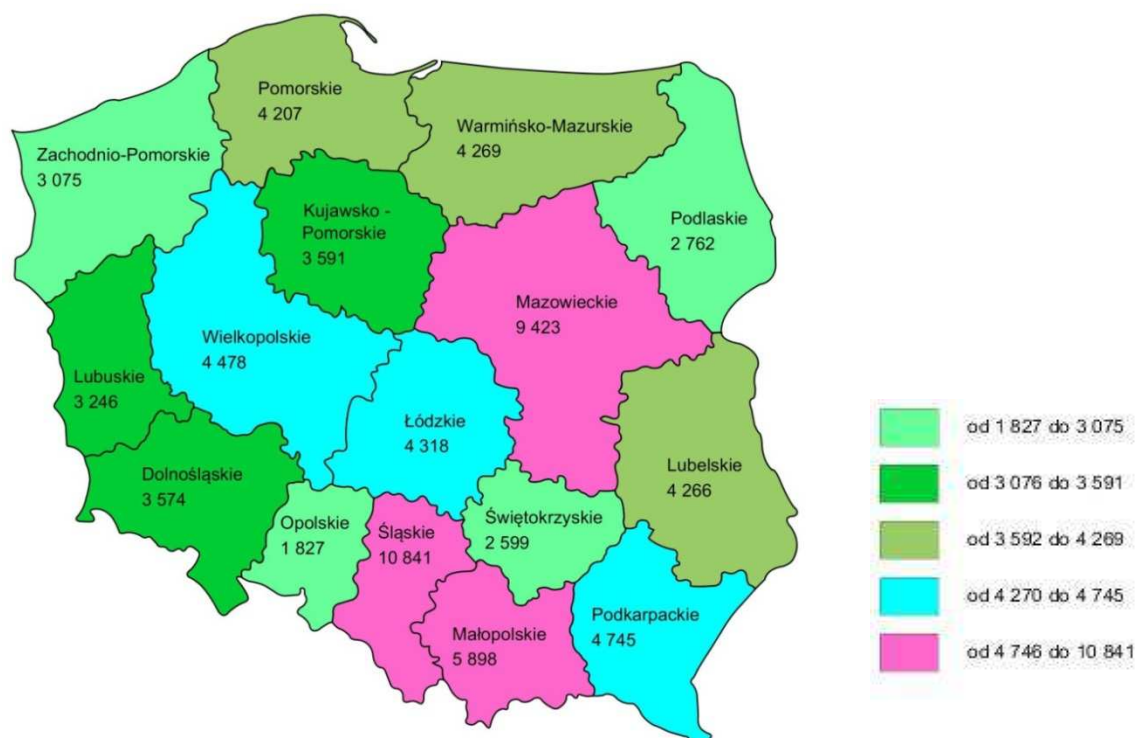 Pomorskie
4 207
Warmińsko-Mazurskie
4 269
Zachodnio-Pomorskie
3 075
Podlaskie
2 762
Kujawsko -
Pomorskie
3 591
Mazowieckie
9 423
Wielkopolskie
4 478
Lubuskie
3 246
Łódzkie
4 318
Lubelskie
4 266
Dolnośląskie
3 574
Opolskie
1 827
Śląskie
10 841
Świętokrzyskie
2 599
Małopolskie
5 898
Podkarpackie
4 745
od 1 827 do 3 075
od 3 076 do 3 591
od 3 592 do 4 269
od 4 270 do 4 745
od 4 746 do 10 841